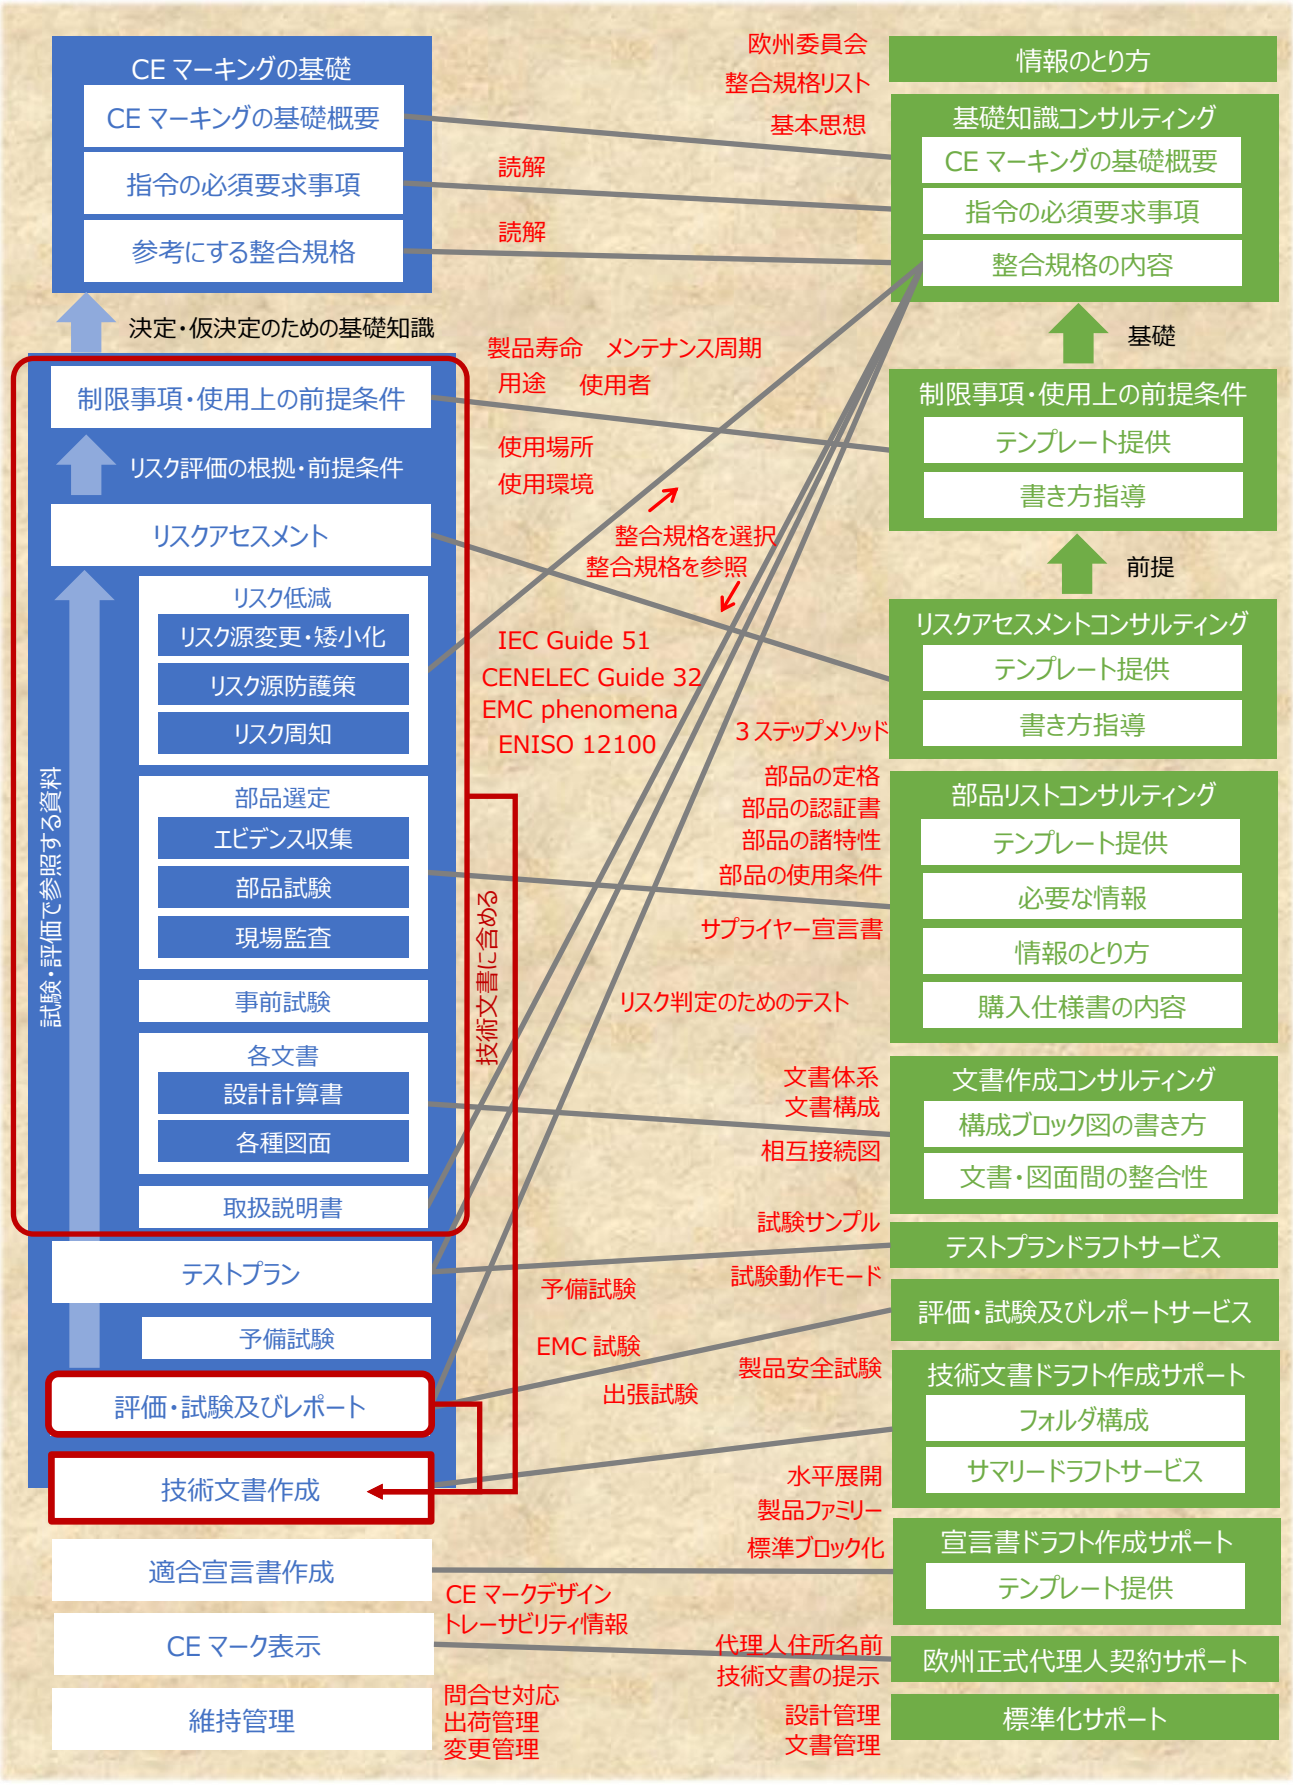 CE マーキングの基礎
CE マーキングの基礎概要
指令の必須要求事項
参考にする整合規格
決定・仮決定のための基礎知識
制限事項・使用上の前提条件
リスク評価の根拠・前提条件
リスクアセスメント
リスク低減
リスク源変更・矮小化
リスク源防護策
リスク周知
部品選定
エビデンス収集
部品試験
現場監査
事前試験
各文書
設計計算書
各種図面
取扱説明書
試験・評価で参照する資料
テストプラン
予備試験
評価・試験及びレポート
技術文書作成
適合宣言書作成
CE マーク表示
維持管理
技術文書に含める
欧州委員会
整合規格リスト
基本思想
読解
読解
製品寿命 メンテナンス周期
用途 使用者
使用場所
使用環境
整合規格を選択
整合規格を参照
IEC Guide 51
CENELEC Guide 32
EMC phenomena
ENISO 12100
3ステップメソッド
部品の定格
部品の認証書
部品の諸特性
部品の使用条件
サプライヤー宣言書
リスク判定のためのテスト
文書体系
文書構成
相互接続図
試験サンプル
試験動作モード
予備試験
EMC 試験
製品安全試験
出張試験
水平展開
製品ファミリー
標準ブロック化
CE マークデザイン
トレーサビリティ情報
代理人住所名前
技術文書の提示
問合せ対応
出荷管理
変更管理
設計管理
文書管理
情報のとり方
基礎知識コンサルティング
CE マーキングの基礎概要
指令の必須要求事項
整合規格の内容
基礎
制限事項・使用上の前提条件
テンプレート提供
書き方指導
前提
リスクアセスメントコンサルティング
テンプレート提供
書き方指導
部品リストコンサルティング
テンプレート提供
必要な情報
情報のとり方
購入仕様書の内容
文書作成コンサルティング
構成ブロック図の書き方
文書・図面間の整合性
テストプランドラフトサービス
評価・試験及びレポートサービス
技術文書ドラフト作成サポート
フォルダ構成
サマリードラフトサービス
宣言書ドラフト作成サポート
テンプレート提供
欧州正式代理人契約サポート
標準化サポート